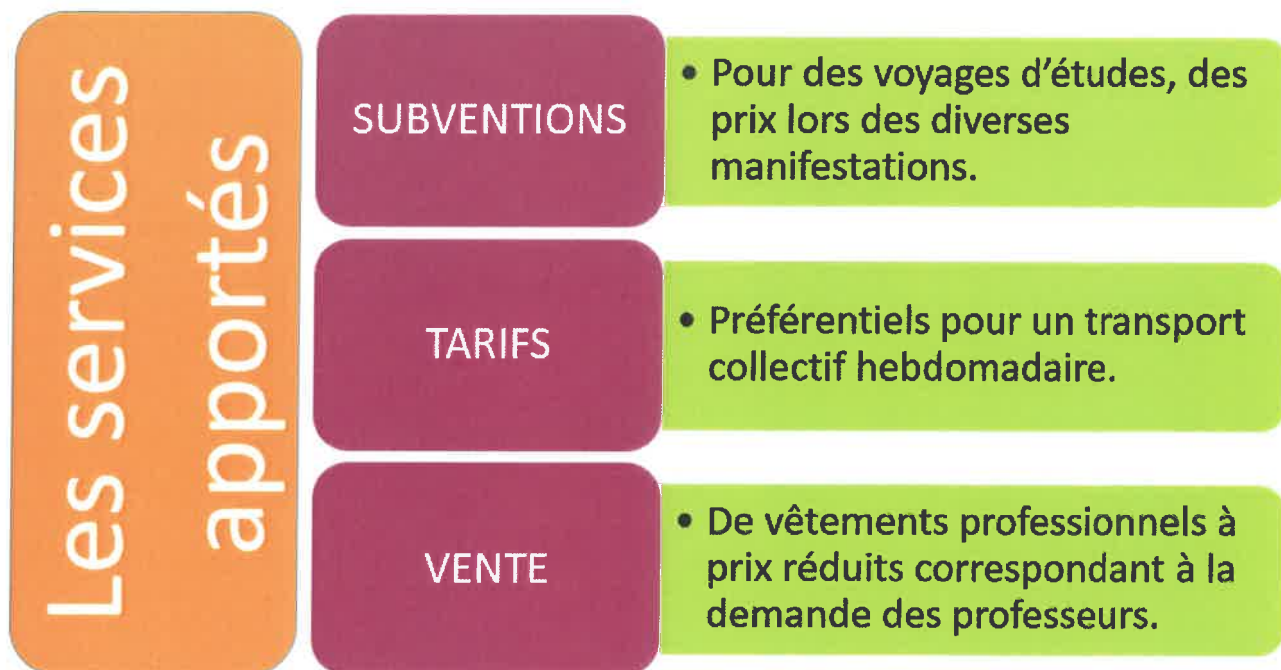 Les services
apportés
SUBVENTIONS
• Pour des voyages d'études, des
prix lors des diverses
manifestations.
TARIFS
• Préférentiels pour un transport
collectif hebdomadaire.
VENTE
• De vêtements professionnels à
prix réduits correspondant à la
demande des professeurs.